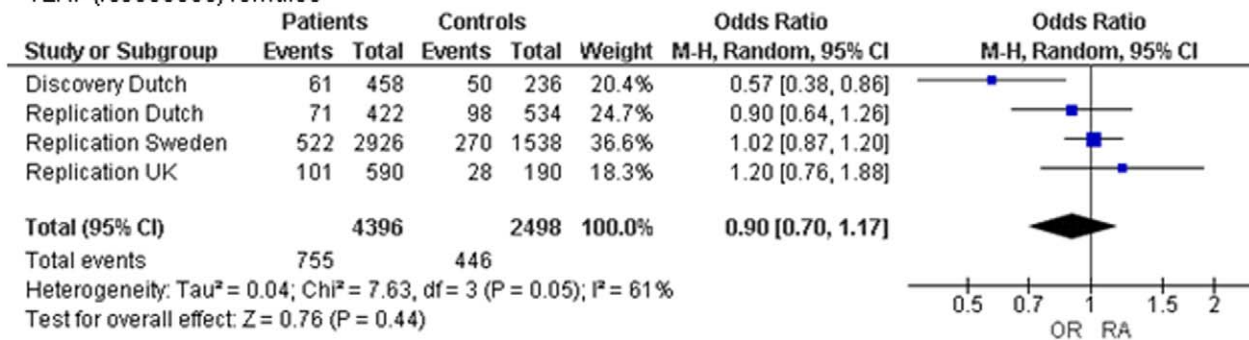 Patients Controls Odds Ratio Odds Ratio
Study or Subgroup Events Total Events Total Weight M-H, Random, 95% CI M-H, Random, 95% CI
Discovery Dutch 61 458 50 236 20.4% 0.57 [0.38, 0.86]
Replication Dutch 71 422 98 534 24.7% 0.90 [0.64, 1.26]
Replication Sweden 522 2926 270 1538 36.6% 1.02 [0.87, 1.20]
Replication UK 101 590 28 190 18.3% 1.20 [0.76, 1.88]
Total (95% CI) 4396 2498 100.0% 0.90 [0.70, 1.17]
Total events 755 446
Heterogeneity: Tau² = 0.04; Chi² = 7.63, df = 3 (P = 0.05); I² = 61%
Test for overall effect: Z = 0.76 (P = 0.44)
0.5 0.7 1 1.5 2
OR RA